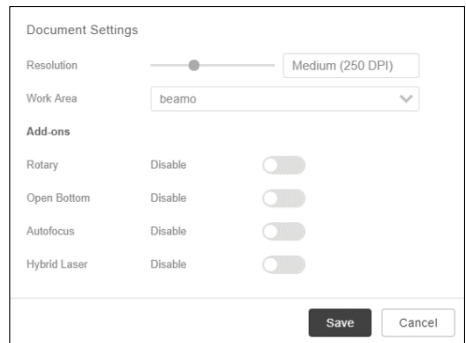 Document Settings
Resolution Medium (250 DPI)
Work Area beamo
Add-ons
Rotary Disable
Open Bottom Disable
Autofocus Disable
Hybrid Laser Disable
Save Cancel